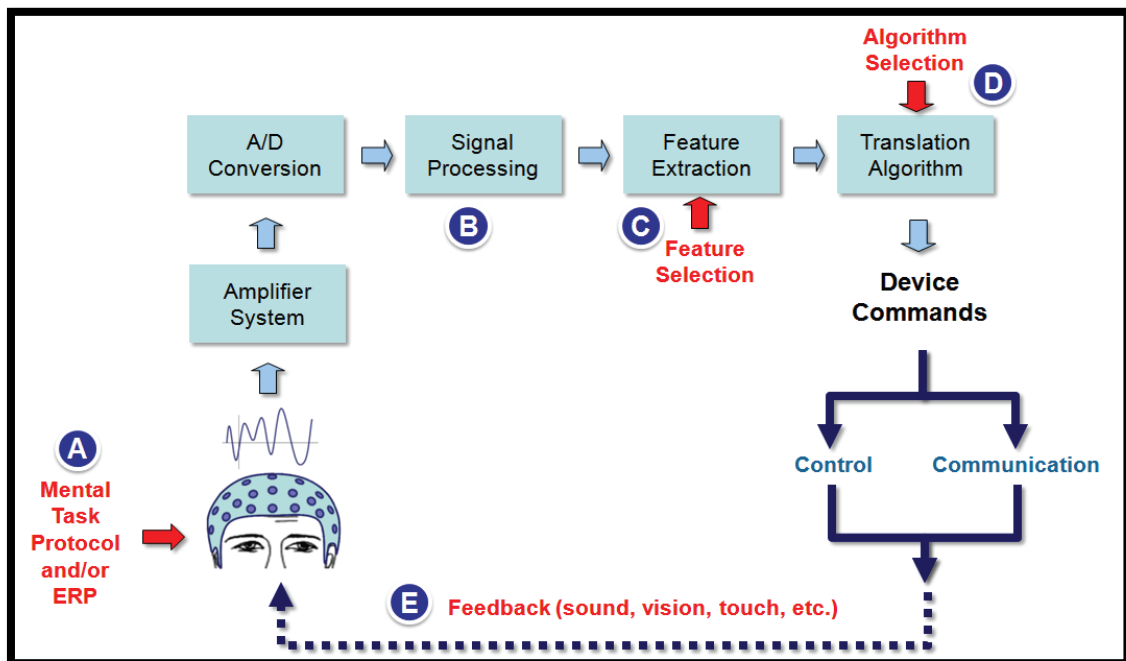 Algorithm
Selection
D
A/D
Conversion
Signal
Processing
Feature
Extraction
Translation
Algorithm
B
C
Feature
Selection
Amplifier
System
Device
Commands
A
Mental
Task
Protocol
and/or
ERP
Control
Communication
E
Feedback (sound, vision, touch, etc.)